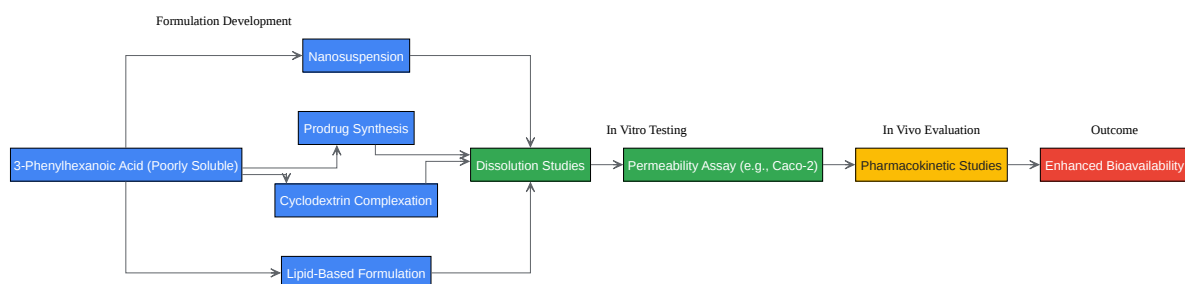 Formulation Development
Nanosuspension
Prodrug Synthesis
In Vitro Testing
In Vivo Evaluation
Outcome
3-Phenylhexanoic Acid (Poorly Soluble)
Dissolution Studies
Permeability Assay (e.g., Caco-2)
Pharmacokinetic Studies
Enhanced Bioavailability
Cyclodextrin Complexation
Lipid-Based Formulation